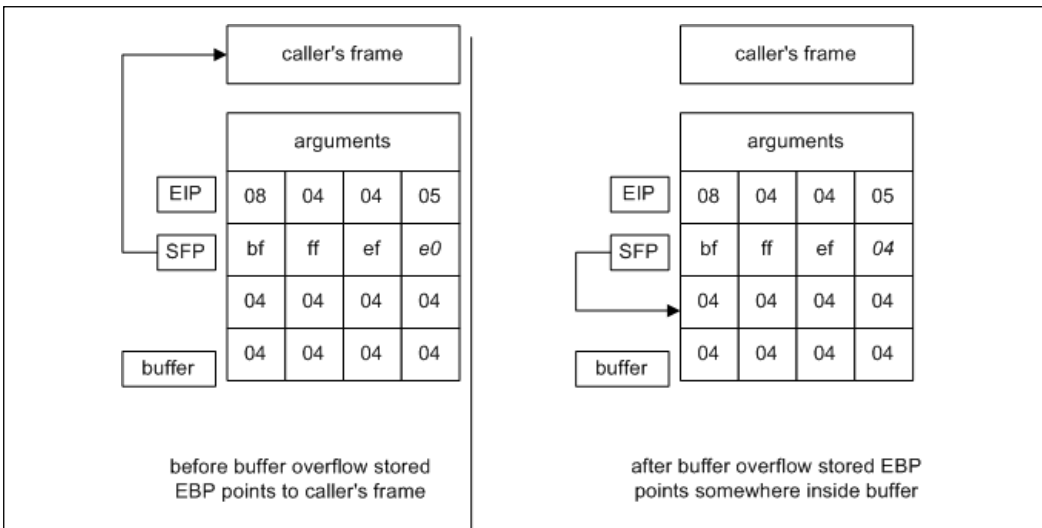 caller's frame
arguments
EIP 08 04 04 05
SFP bf ff ef e0
04 04 04 04
buffer 04 04 04 04
before buffer overflow stored
EBP points to caller's frame
caller's frame
arguments
EIP 08 04 04 05
SFP bf ff ef 04
04 04 04 04
buffer 04 04 04 04
after buffer overflow stored EBP
points somewhere inside buffer